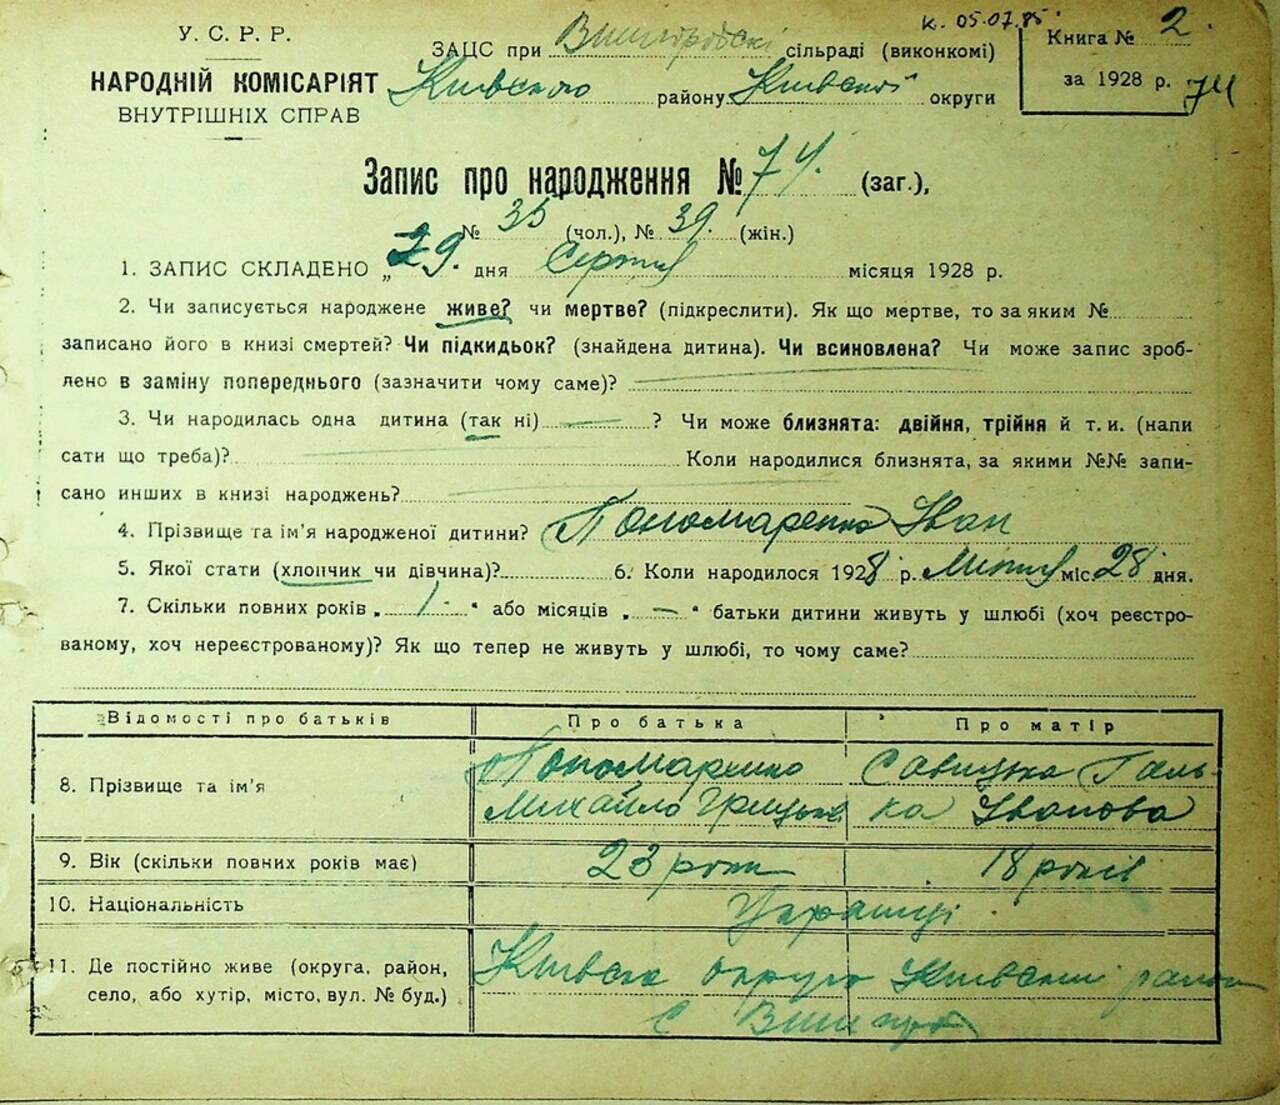 к. 05.07.85.
У. С. Р. Р.
ЗАЦС при Вишгородскі сільраді (виконкомі)
Книга № 2.
НАРОДНІЙ КОМІСАРІЯТ
Київського району Київської округи
за 1928 р. 74
ВНУТРІШНІХ СПРАВ
Запис про народження № 74. (заг.),
№ 35 (чол.), № 39. (жін.)
1. ЗАПИС СКЛАДЕНО „29. дня Серпня місяця 1928 р.
2. Чи записується народжене живе? чи мертве? (підкреслити). Як що мертве, то за яким №
записано його в книзі смертей? Чи підкидьок? (знайдена дитина). Чи всиновлена? Чи може запис зроб-
лено в заміну попереднього (зазначити чому саме)?
3. Чи народилась одна дитина (так ні) — ? Чи може близнята: двійня, трійня й т. и. (напи
сати що треба)? Коли народилися близнята, за якими №№ запи-
сано инших в книзі народжень?
4. Прізвище та ім'я народженої дитини? Пономаренко Іван
5. Якої стати (хлопчик чи дівчина)? 6. Коли народилося 1928 р. Липня міс. 28 дня.
7. Скільки повних років „ 1 - " або місяців „ — " батьки дитини живуть у шлюбі (хоч реєстро-
ваному, хоч нереєстрованому)? Як що тепер не живуть у шлюбі, то чому саме?
Відомості про батьків Про батька Про матір
8. Прізвище та ім'я Пономаренко Михайло Грицьків Савицька Галь-ка Іванова
9. Вік (скільки повних років має) 23 роки 18 років
10. Національність Українці
11. Де постійно живе (округа, район, Київська округа Київськи район
село, або хутір, місто, вул. № буд.) с Вишгород